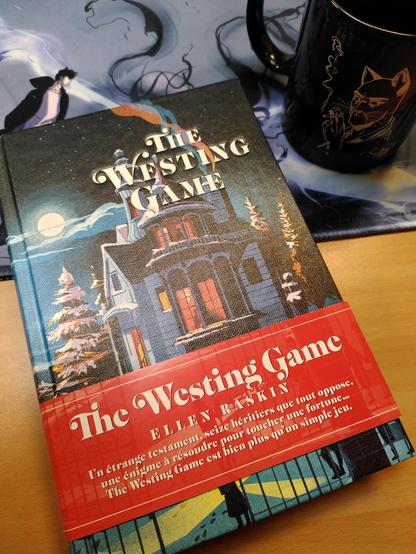 The
Westing
Game
The Westing Game
ELLEN RASKIN
Un étrange testament, seize héritiers que tout oppose,
une énigme à résoudre pour toucher une fortune...
The Westing Game est bien plus qu'un simple jeu.